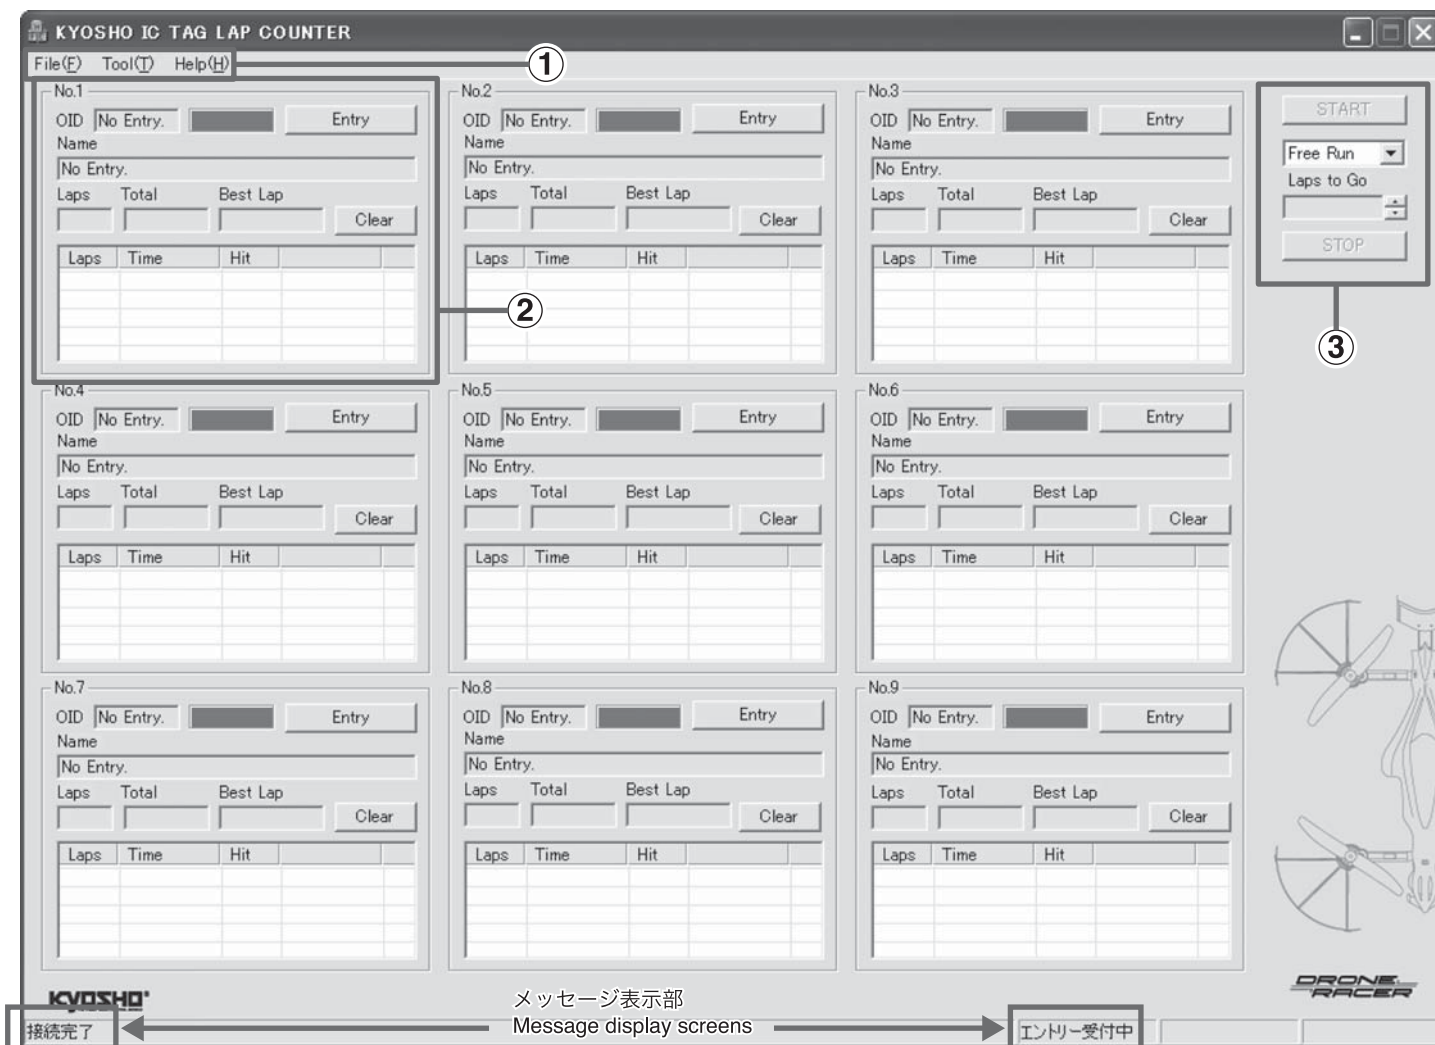 KYOSHO IC TAG LAP COUNTER
File(F) Tool(T) Help(H)
①
No.1
OID No Entry. Entry
Name
No Entry.
Laps Total Best Lap
Clear
Laps Time Hit
②
No.2
OID No Entry. Entry
Name
No Entry.
Laps Total Best Lap
Clear
Laps Time Hit
No.3
OID No Entry. Entry
Name
No Entry.
Laps Total Best Lap
Clear
Laps Time Hit
START
Free Run
Laps to Go
STOP
③
No.4
OID No Entry. Entry
Name
No Entry.
Laps Total Best Lap
Clear
Laps Time Hit
No.5
OID No Entry. Entry
Name
No Entry.
Laps Total Best Lap
Clear
Laps Time Hit
No.6
OID No Entry. Entry
Name
No Entry.
Laps Total Best Lap
Clear
Laps Time Hit
No.7
OID No Entry. Entry
Name
No Entry.
Laps Total Best Lap
Clear
Laps Time Hit
No.8
OID No Entry. Entry
Name
No Entry.
Laps Total Best Lap
Clear
Laps Time Hit
No.9
OID No Entry. Entry
Name
No Entry.
Laps Total Best Lap
Clear
Laps Time Hit
KYOSHO
DRONE
RACER
メッセージ表示部
Message display screens
接続完了
エントリー受付中